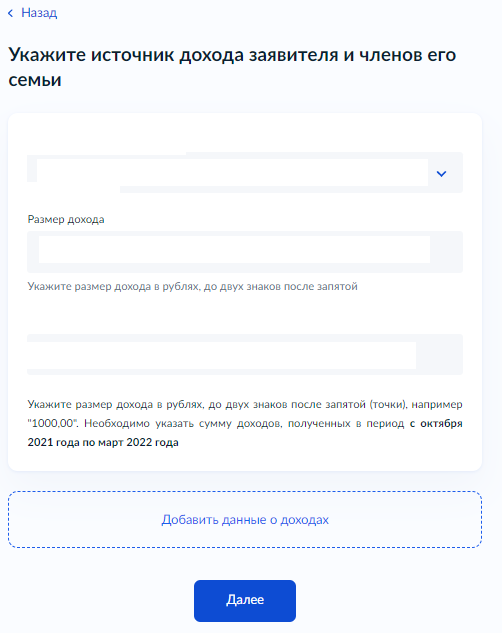 Назад
Укажите источник дохода заявителя и членов его
семьи
Размер дохода
Укажите размер дохода в рублях, до двух знаков после запятой
Укажите размер дохода в рублях, до двух знаков после запятой (точки), например
"1000,00". Необходимо указать сумму доходов, полученных в период с октября
2021 года по март 2022 года
Добавить данные о доходах
Далее